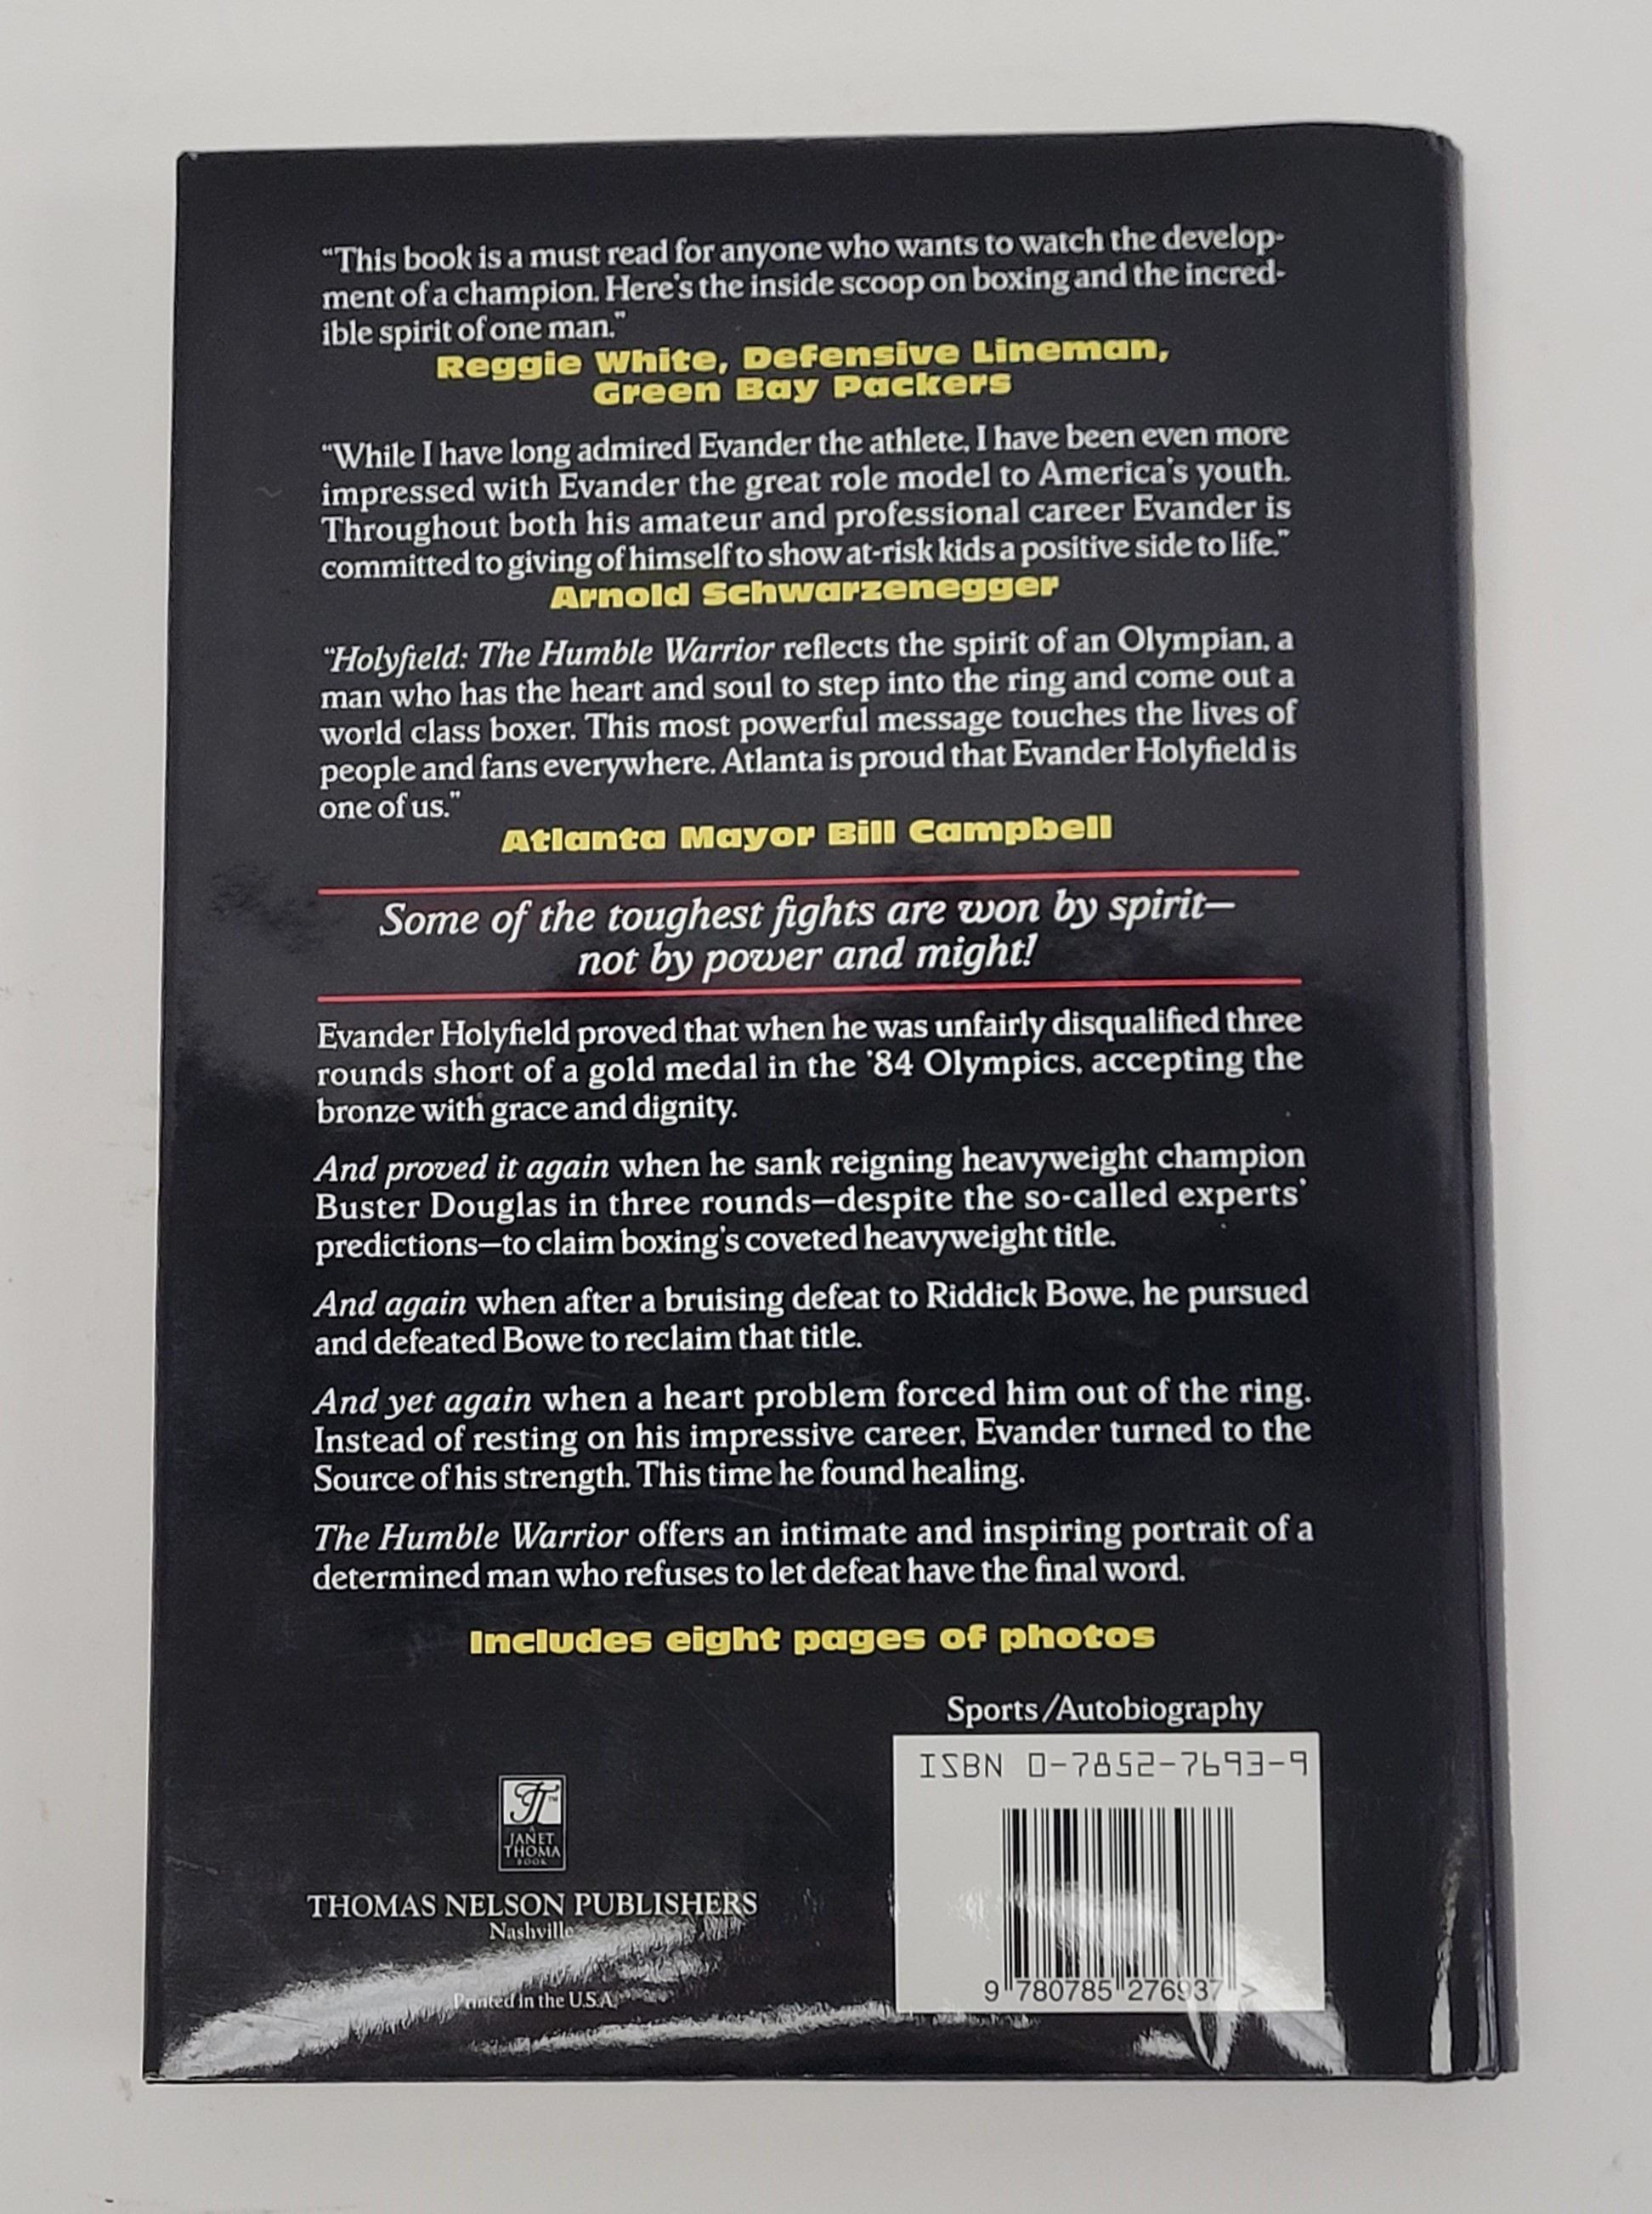 “This book is a must read for anyone who wants to watch the develop-
ment of a champion. Here's the inside scoop on boxing and the incred-
ible spirit of one man.”
Reggie White, Defensive Lineman,
Green Bay Packers
“While I have long admired Evander the athlete, I have been even more
impressed with Evander the great role model to America's youth.
Throughout both his amateur and professional career Evander is
committed to giving of himself to show at-risk kids a positive side to life.”
Arnold Schwarzenegger
“Holyfield: The Humble Warrior reflects the spirit of an Olympian, a
man who has the heart and soul to step into the ring and come out a
world class boxer. This most powerful message touches the lives of
people and fans everywhere. Atlanta is proud that Evander Holyfield is
one of us.”
Atlanta Mayor Bill Campbell
Some of the toughest fights are won by spirit—
not by power and might!
Evander Holyfield proved that when he was unfairly disqualified three
rounds short of a gold medal in the '84 Olympics, accepting the
bronze with grace and dignity.
And proved it again when he sank reigning heavyweight champion
Buster Douglas in three rounds—despite the so-called experts'
predictions—to claim boxing's coveted heavyweight title.
And again when after a bruising defeat to Riddick Bowe, he pursued
and defeated Bowe to reclaim that title.
And yet again when a heart problem forced him out of the ring.
Instead of resting on his impressive career, Evander turned to the
Source of his strength. This time he found healing.
The Humble Warrior offers an intimate and inspiring portrait of a
determined man who refuses to let defeat have the final word.
Includes eight pages of photos
Sports/Autobiography
ISBN 0-7852-7693-9
9 780785 276937 >
JT™
A
JANET
THOMA
BOOK
THOMAS NELSON PUBLISHERS
Nashville
Printed in the U.S.A.